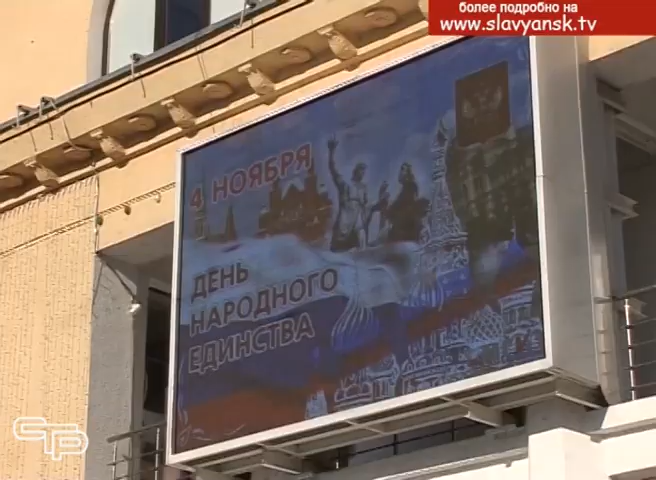 более подробно на
www.slavyansk.tv
4 НОЯБРЯ
ДЕНЬ
НАРОДНОГО
ЕДИНСТВА
СТР